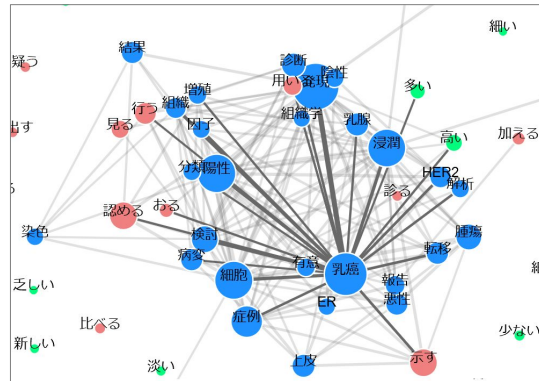 細い
結果
診断
疑う
発現
陰性
用い
多い
増殖
組織
行う
組織学
乳腺
出す
見る
因子
高い
加える
浸潤
分類
陽性
HER2
解析
診る
認める
おる
染色
検討
腫瘍
転移
病変
有意
乳癌
細胞
報告
乏しい
ER
悪性
症例
比べる
少ない
新しい
示す
上皮
淡い